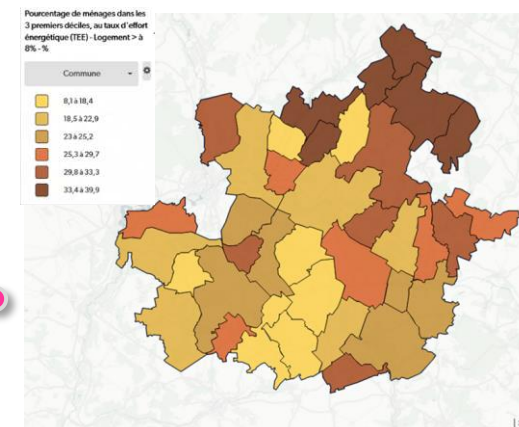 Pourcentage de ménages dans les
3 premiers déciles, au taux d'effort
énergétique (TEE) - Logement > à
8% - %
Commune
8,1 à 18,4
18,5 à 22,9
23 à 25,2
25,3 à 29,7
29,8 à 33,3
33,4 à 39,9